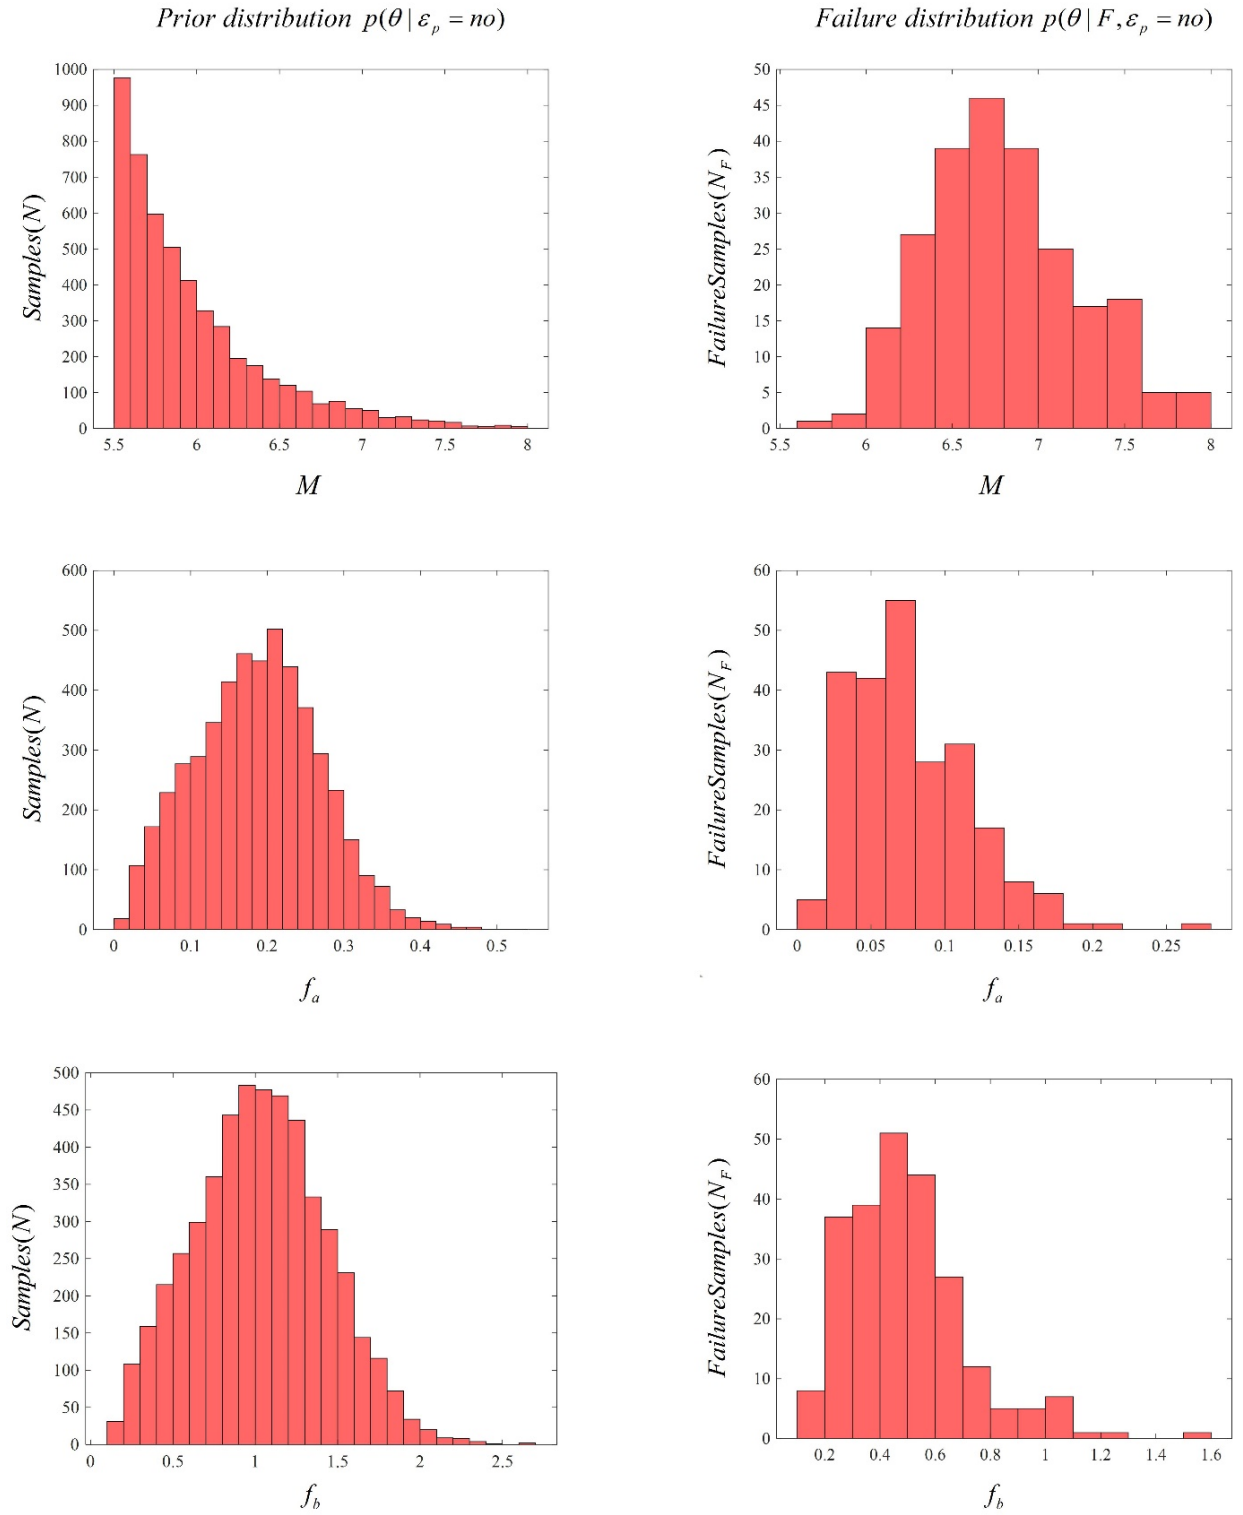 Prior distribution p(θ | ε_p = no)
Failure distribution p(θ | F, ε_p = no)
1000
900
800
700
600
500
400
300
200
100
0
Samples(N)
5.5 6 6.5 7 7.5 8
M
50
45
40
35
30
25
20
15
10
5
0
FailureSamples(N_F)
5.5 6 6.5 7 7.5 8
M
600
500
400
300
200
100
0
Samples(N)
0 0.1 0.2 0.3 0.4 0.5
f_a
60
50
40
30
20
10
0
FailureSamples(N_F)
0 0.05 0.1 0.15 0.2 0.25
f_a
500
450
400
350
300
250
200
150
100
50
0
Samples(N)
0 0.5 1 1.5 2 2.5
f_b
60
50
40
30
20
10
0
FailureSamples(N_F)
0.2 0.4 0.6 0.8 1 1.2 1.4 1.6
f_b